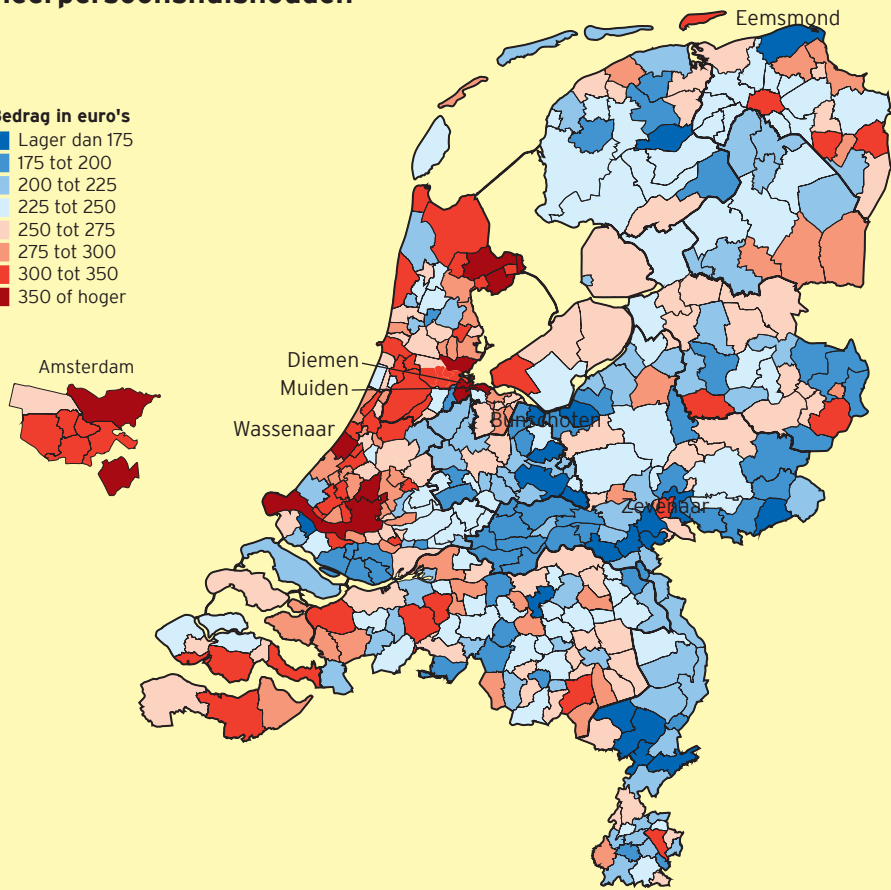 Bedrag in euro's
Lager dan 175
175 tot 200
200 tot 225
225 tot 250
250 tot 275
275 tot 300
300 tot 350
350 of hoger
Eemsmond
Amsterdam
Diemen
Muiden
Wassenaar
Bunschoten
Zevenaar